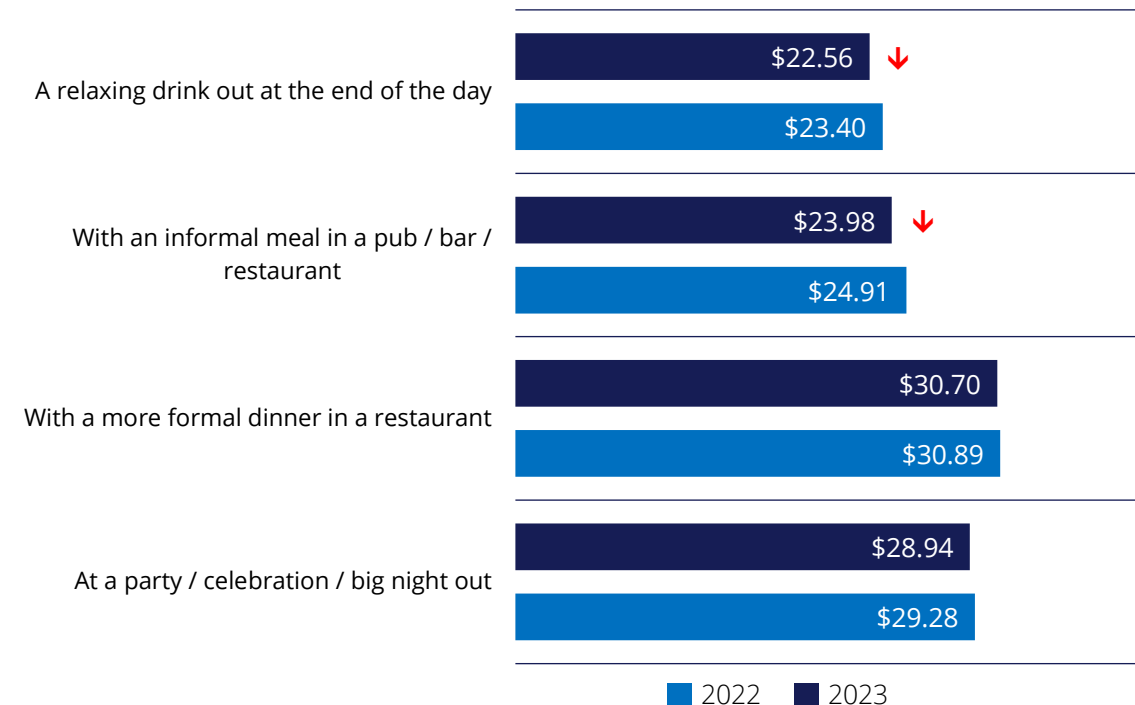 A relaxing drink out at the end of the day
$22.56
$23.40
With an informal meal in a pub / bar /
restaurant
$23.98
$24.91
With a more formal dinner in a restaurant
$30.70
$30.89
At a party / celebration / big night out
$28.94
$29.28
2022 2023